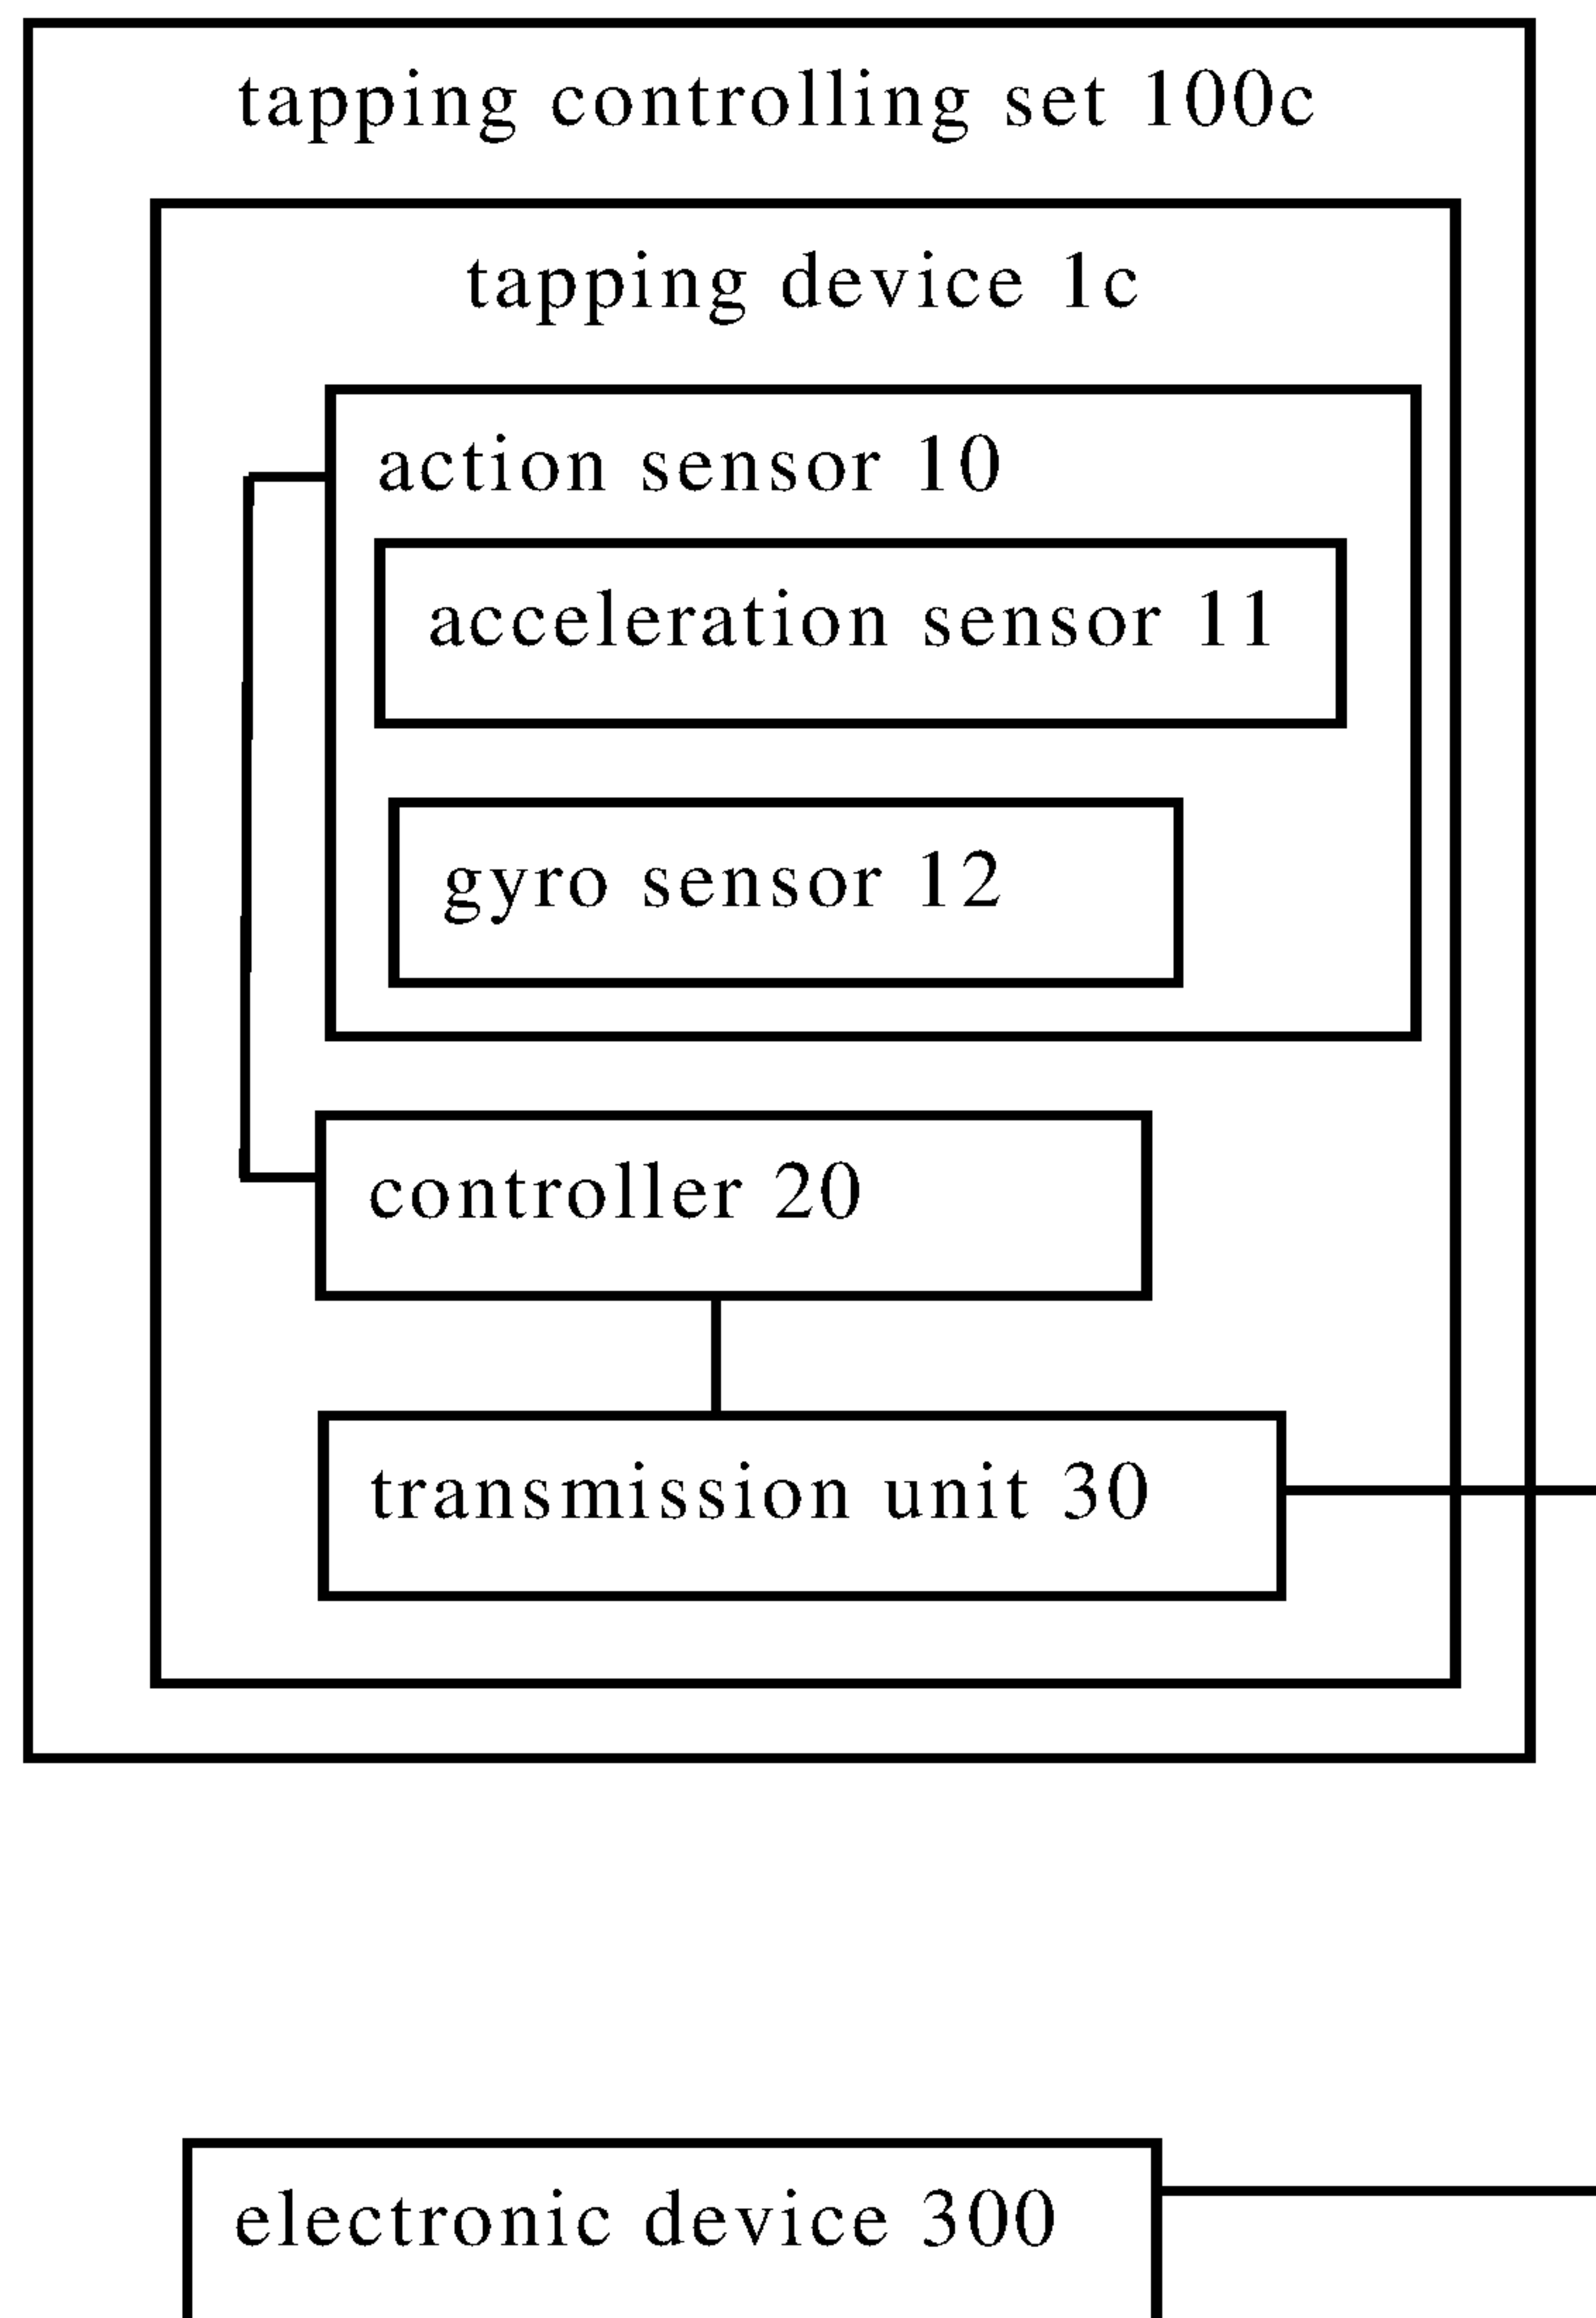 tapping controlling set 100c
tapping device 1c
action sensor 10
acceleration sensor 11
gyro sensor 12
controller 20
transmission unit 30
electronic device 300